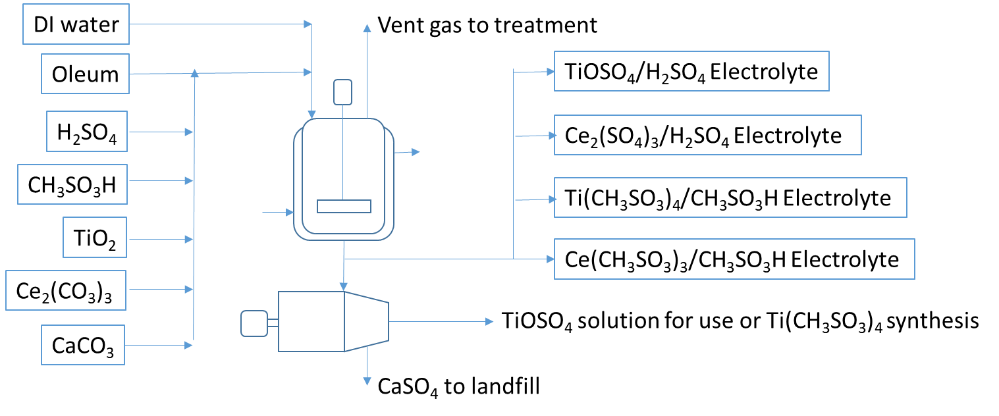 DI water
Oleum
H₂SO₄
CH₃SO₃H
TiO₂
Ce₂(CO₃)₃
CaCO₃
Vent gas to treatment
TiOSO₄/H₂SO₄ Electrolyte
Ce₂(SO₄)₃/H₂SO₄ Electrolyte
Ti(CH₃SO₃)₄/CH₃SO₃H Electrolyte
Ce(CH₃SO₃)₃/CH₃SO₃H Electrolyte
TiOSO₄ solution for use or Ti(CH₃SO₃)₄ synthesis
CaSO₄ to landfill